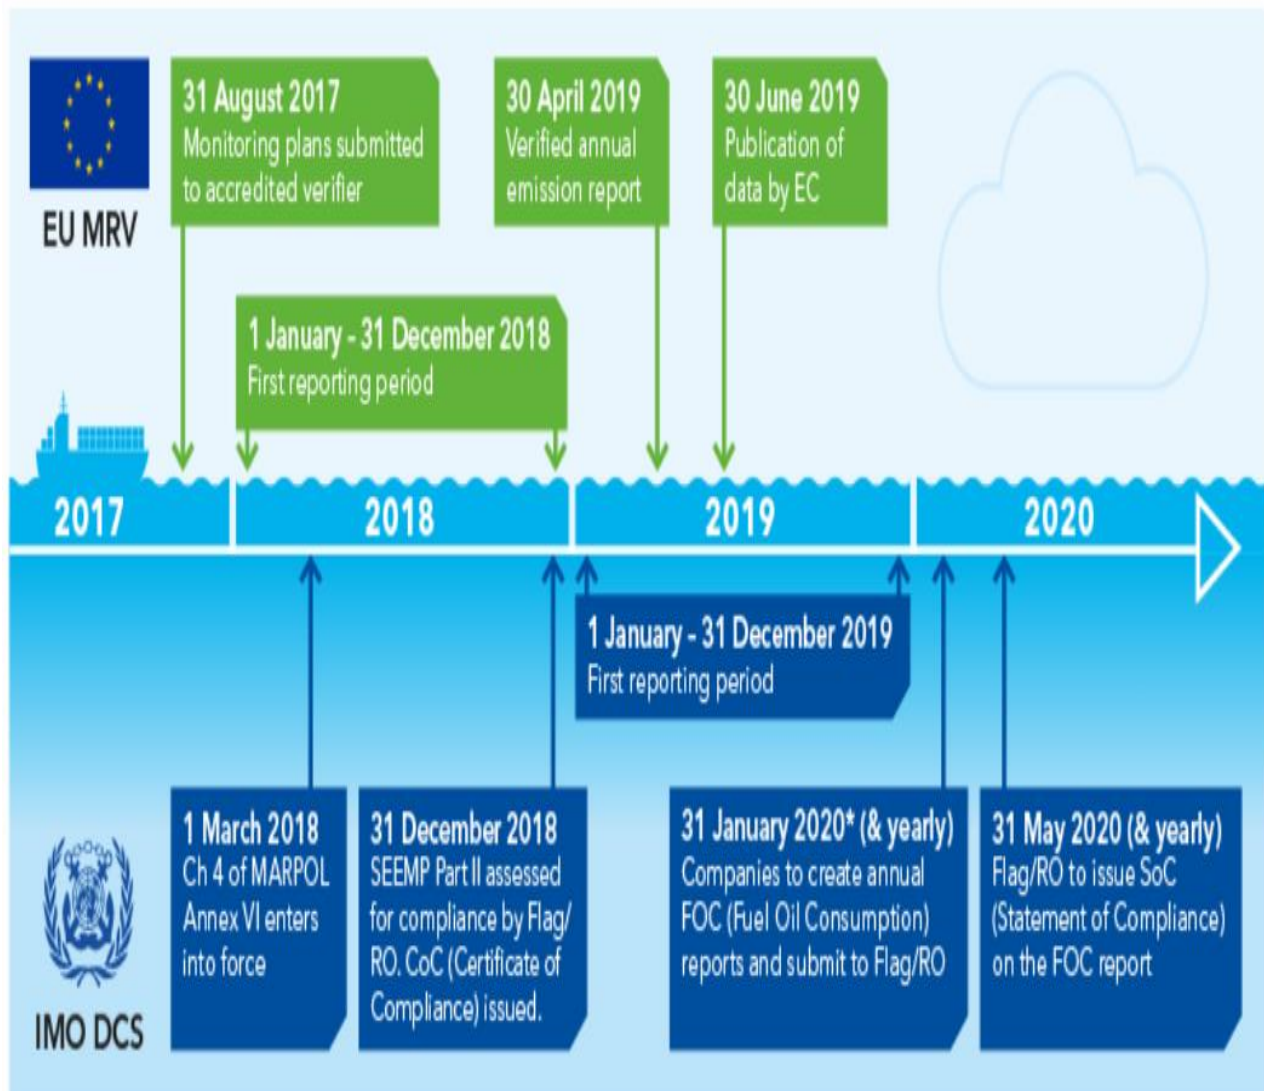 31 August 2017
Monitoring plans submitted
to accredited verifier
30 April 2019
Verified annual
emission report
30 June 2019
Publication of
data by EC
EU MRV
1 January - 31 December 2018
First reporting period
2017
2018
2019
2020
1 January - 31 December 2019
First reporting period
1 March 2018
Ch 4 of MARPOL
Annex VI enters
into force
31 December 2018
SEEMP Part II assessed
for compliance by Flag/
RO. CoC (Certificate of
Compliance) issued.
31 January 2020* (& yearly)
Companies to create annual
FOC (Fuel Oil Consumption)
reports and submit to Flag/RO
31 May 2020 (& yearly)
Flag/RO to issue SoC
(Statement of Compliance)
on the FOC report
IMO DCS